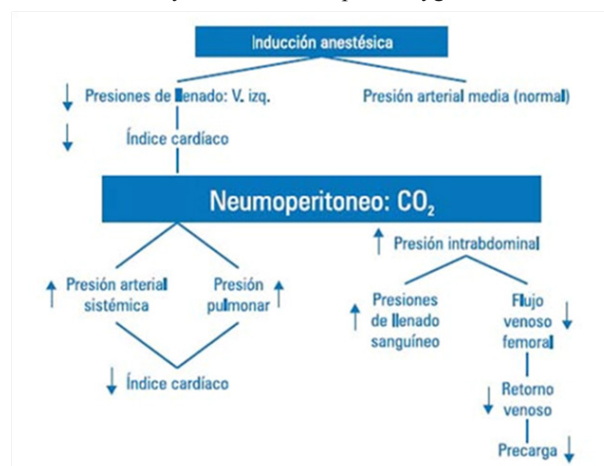 Inducción anestésica
Presiones de llenado: V. izq.
Presión arterial media (normal)
Índice cardíaco
Neumoperitoneo: CO₂
Presión intrabdominal
Presión arterial
sistémica
Presión
pulmonar
Presiones
de llenado
sanguíneo
Flujo
venoso
femoral
Índice cardíaco
Retorno
venoso
Precarga